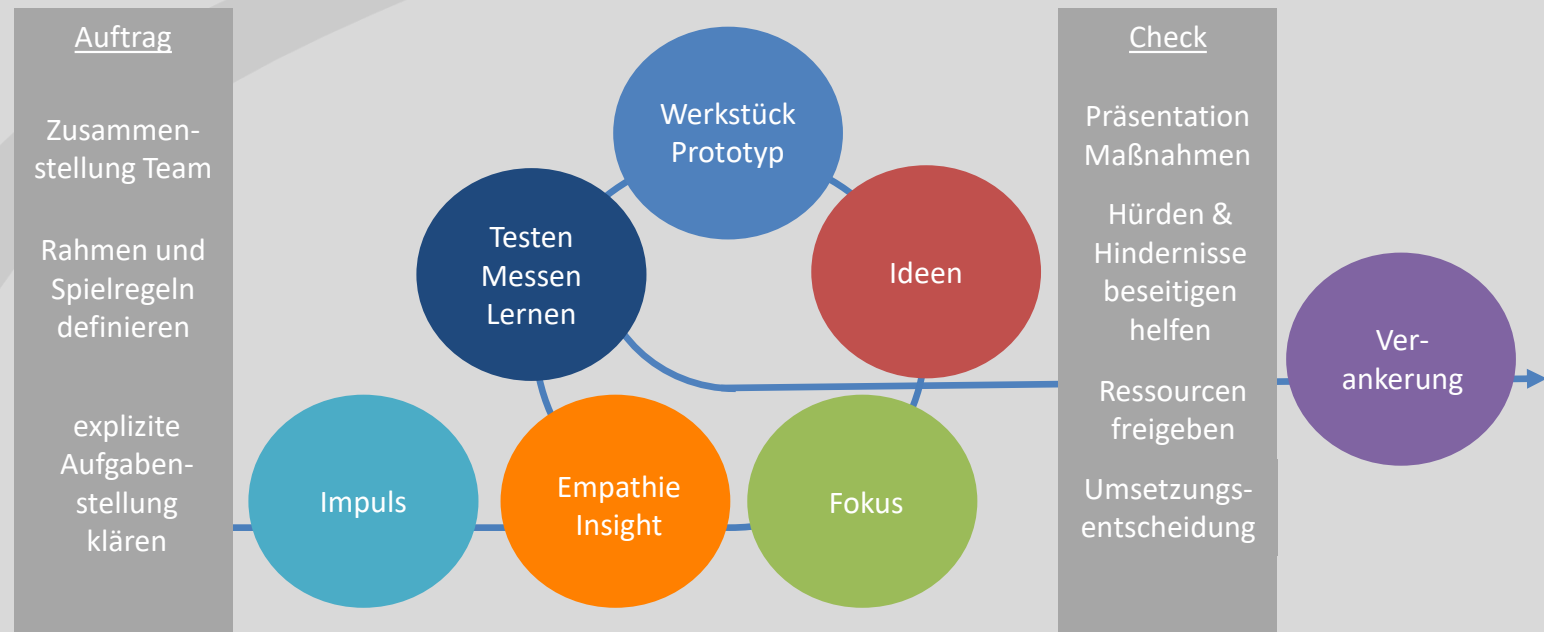 Auftrag
Zusammen-
stellung Team
Rahmen und
Spielregeln
definieren
explizite
Aufgaben-
stellung
klären
Impuls
Empathie
Insight
Fokus
Ideen
Werkstück
Prototyp
Testen
Messen
Lernen
Check
Präsentation
Maßnahmen
Hürden &
Hindernisse
beseitigen
helfen
Ressourcen
freigeben
Umsetzungs-
entscheidung
Ver-
ankerung